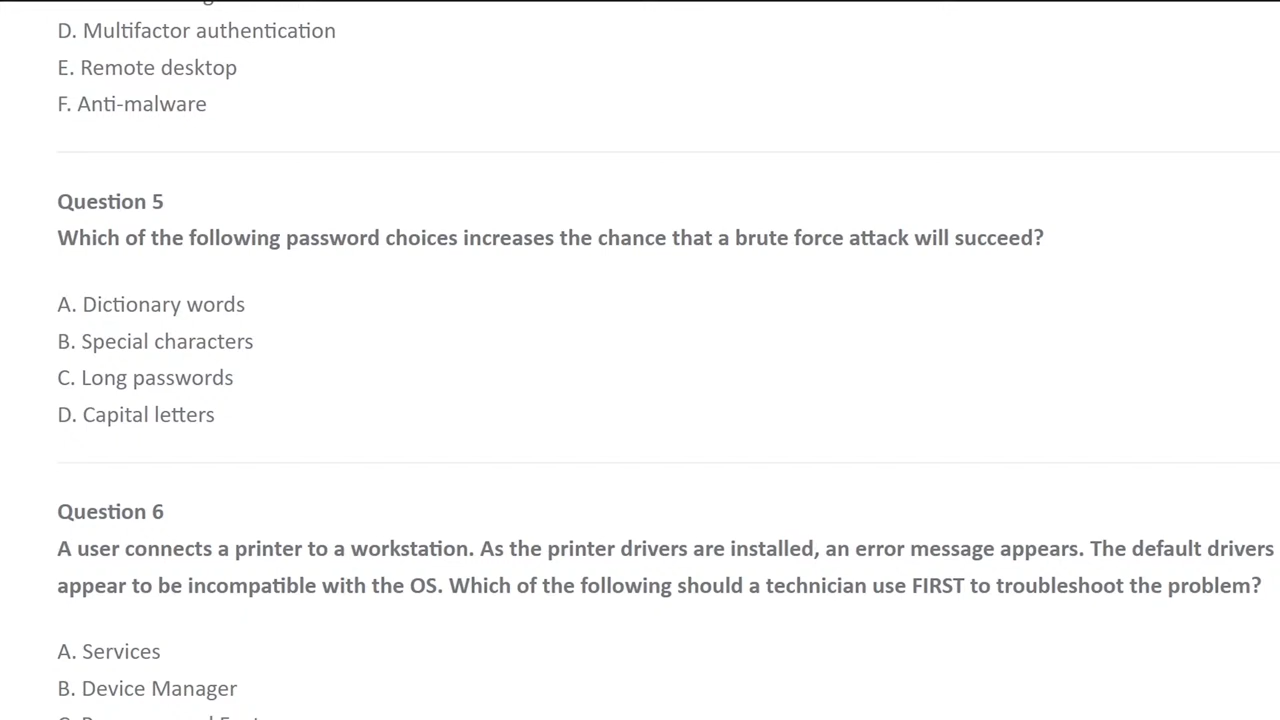 D. Multifactor authentication
E. Remote desktop
F. Anti-malware
Question 5
Which of the following password choices increases the chance that a brute force attack will succeed?
A. Dictionary words
B. Special characters
C. Long passwords
D. Capital letters
Question 6
A user connects a printer to a workstation. As the printer drivers are installed, an error message appears. The default drivers
appear to be incompatible with the OS. Which of the following should a technician use FIRST to troubleshoot the problem?
A. Services
B. Device Manager